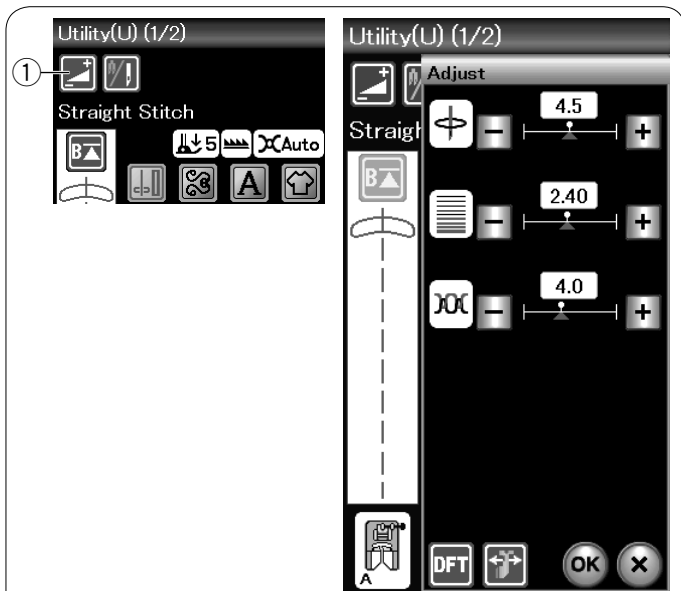 Utility(U) (1/2)
1
Straight Stitch
B
5
Auto
A
Utility(U) (1/2)
Adjust
4.5
Straigh
B
2.40
4.0
A
DFT
OK